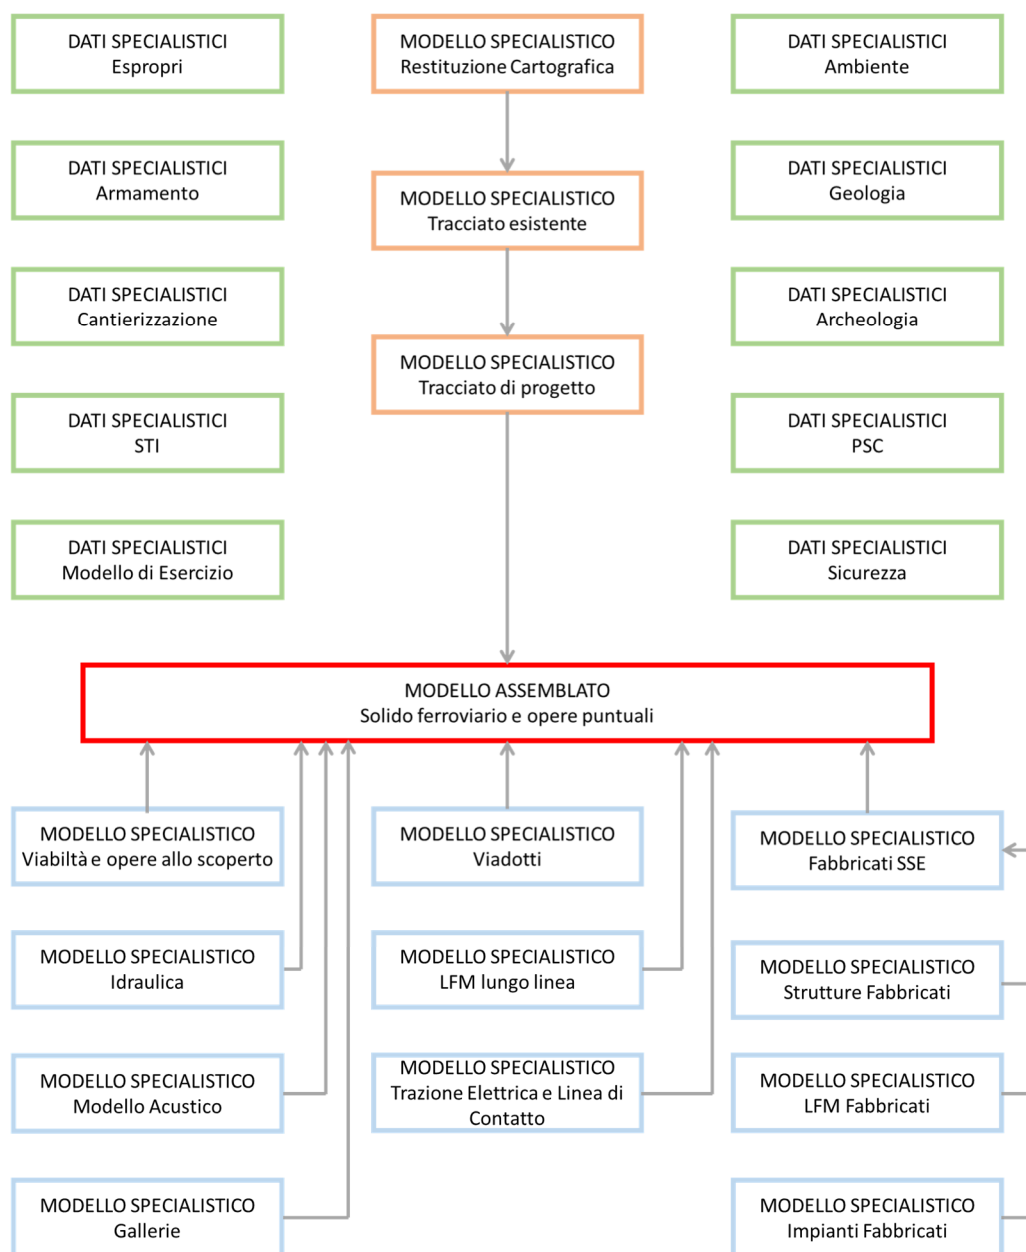 DATI SPECIALISTICI
Espropri
MODELLO SPECIALISTICO
Restituzione Cartografica
DATI SPECIALISTICI
Ambiente
DATI SPECIALISTICI
Armamento
MODELLO SPECIALISTICO
Tracciato esistente
DATI SPECIALISTICI
Geologia
DATI SPECIALISTICI
Cantierizzazione
MODELLO SPECIALISTICO
Tracciato di progetto
DATI SPECIALISTICI
Archeologia
DATI SPECIALISTICI
STI
DATI SPECIALISTICI
PSC
DATI SPECIALISTICI
Modello di Esercizio
DATI SPECIALISTICI
Sicurezza
MODELLO ASSEMBLATO
Solido ferroviario e opere puntuali
MODELLO SPECIALISTICO
Viabiltà e opere allo scoperto
MODELLO SPECIALISTICO
Viadotti
MODELLO SPECIALISTICO
Fabbricati SSE
MODELLO SPECIALISTICO
Idraulica
MODELLO SPECIALISTICO
LFM lungo linea
MODELLO SPECIALISTICO
Strutture Fabbricati
MODELLO SPECIALISTICO
Modello Acustico
MODELLO SPECIALISTICO
Trazione Elettrica e Linea di
Contatto
MODELLO SPECIALISTICO
LFM Fabbricati
MODELLO SPECIALISTICO
Gallerie
MODELLO SPECIALISTICO
Impianti Fabbricati